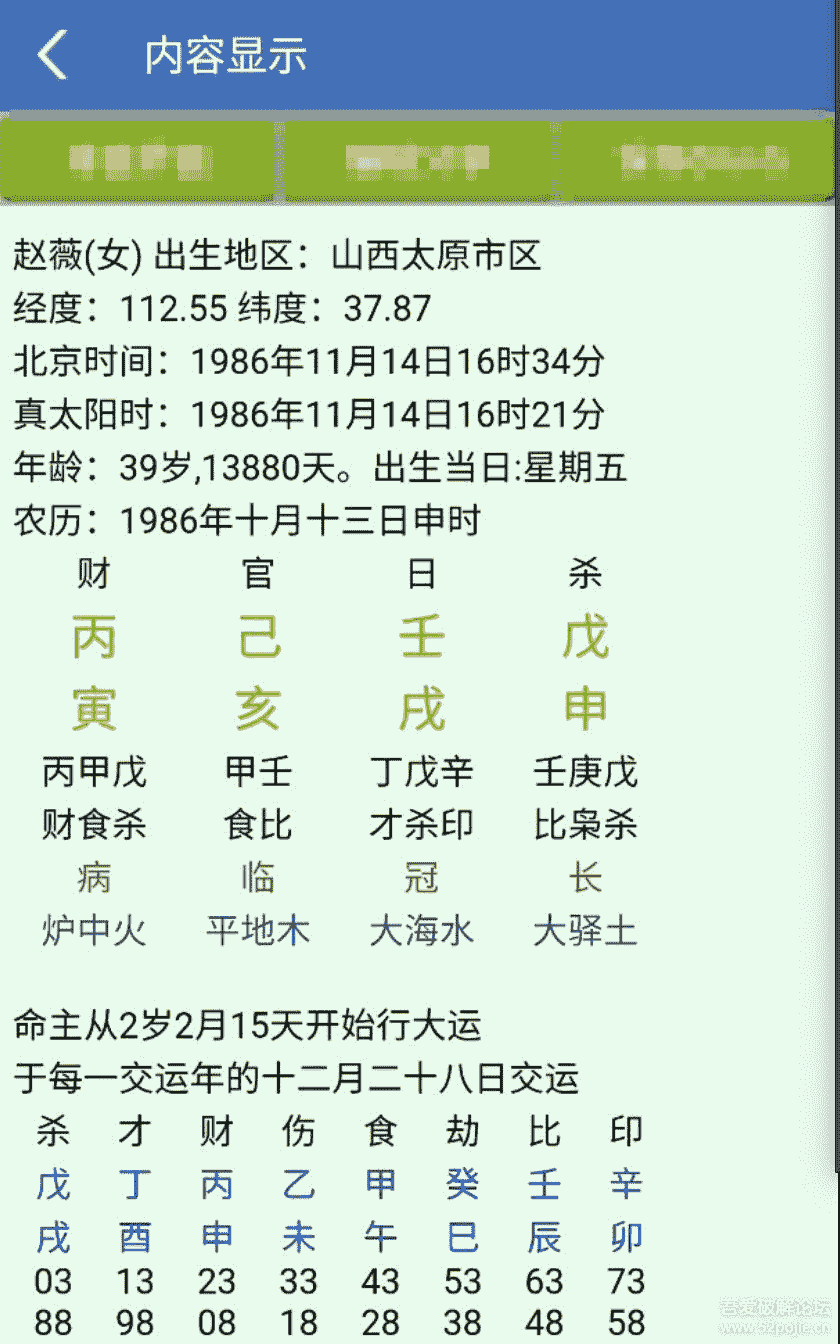 内容显示
赵薇(女) 出生地区：山西太原市区
经度：112.55 纬度：37.87
北京时间：1986年11月14日16时34分
真太阳时：1986年11月14日16时21分
年龄：39岁,13880天。出生当日:星期五
农历：1986年十月十三日申时
财 官 日 杀
丙 己 壬 戊
寅 亥 戌 申
丙甲戊 甲壬 丁戊辛 壬庚戊
财食杀 食比 才杀印 比枭杀
病 临 冠 长
炉中火 平地木 大海水 大驿土
命主从2岁2月15天开始行大运
于每一交运年的十二月二十八日交运
杀 才 财 伤 食 劫 比 印
戊 丁 丙 乙 甲 癸 壬 辛
戌 酉 申 未 午 巳 辰 卯
03 13 23 33 43 53 63 73
88 98 08 18 28 38 48 58
吾爱破解论坛
www.52pojie.cn